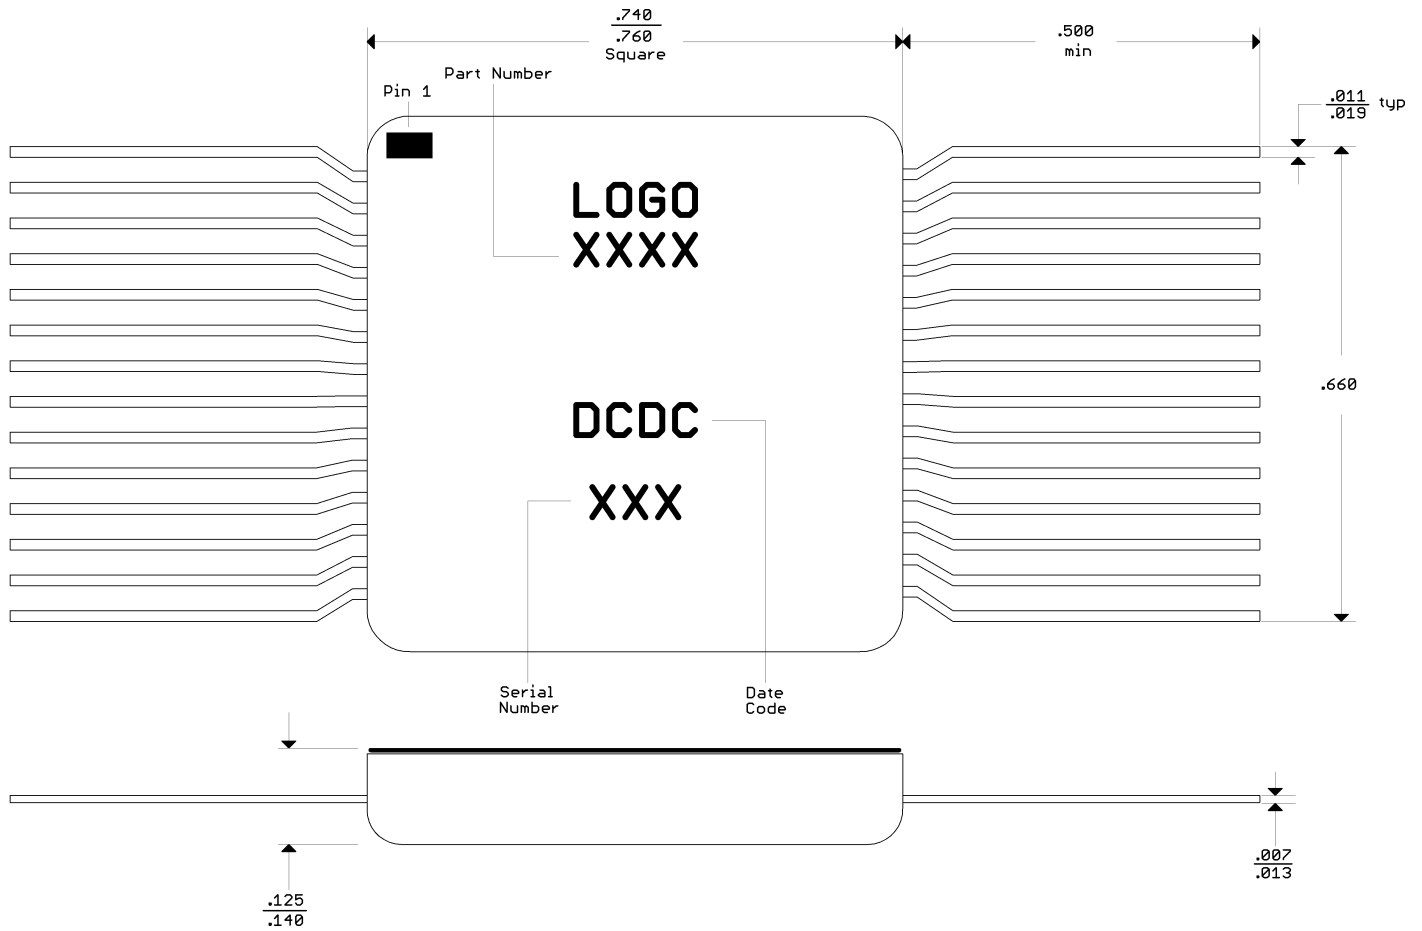 .740
.760
Square
.500
min
Part Number
Pin 1
.011
.019 typ
LOGO
XXXX
.660
DCDC
XXX
Serial
Number
Date
Code
.007
.013
.125
.140